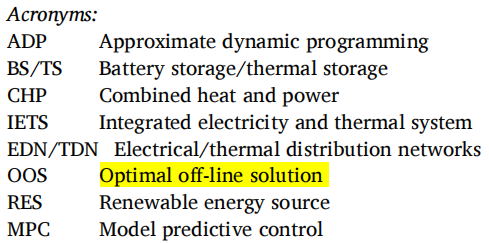 Acronyms:
ADP Approximate dynamic programming
BS/TS Battery storage/thermal storage
CHP Combined heat and power
IETS Integrated electricity and thermal system
EDN/TDN Electrical/thermal distribution networks
OOS Optimal off-line solution
RES Renewable energy source
MPC Model predictive control